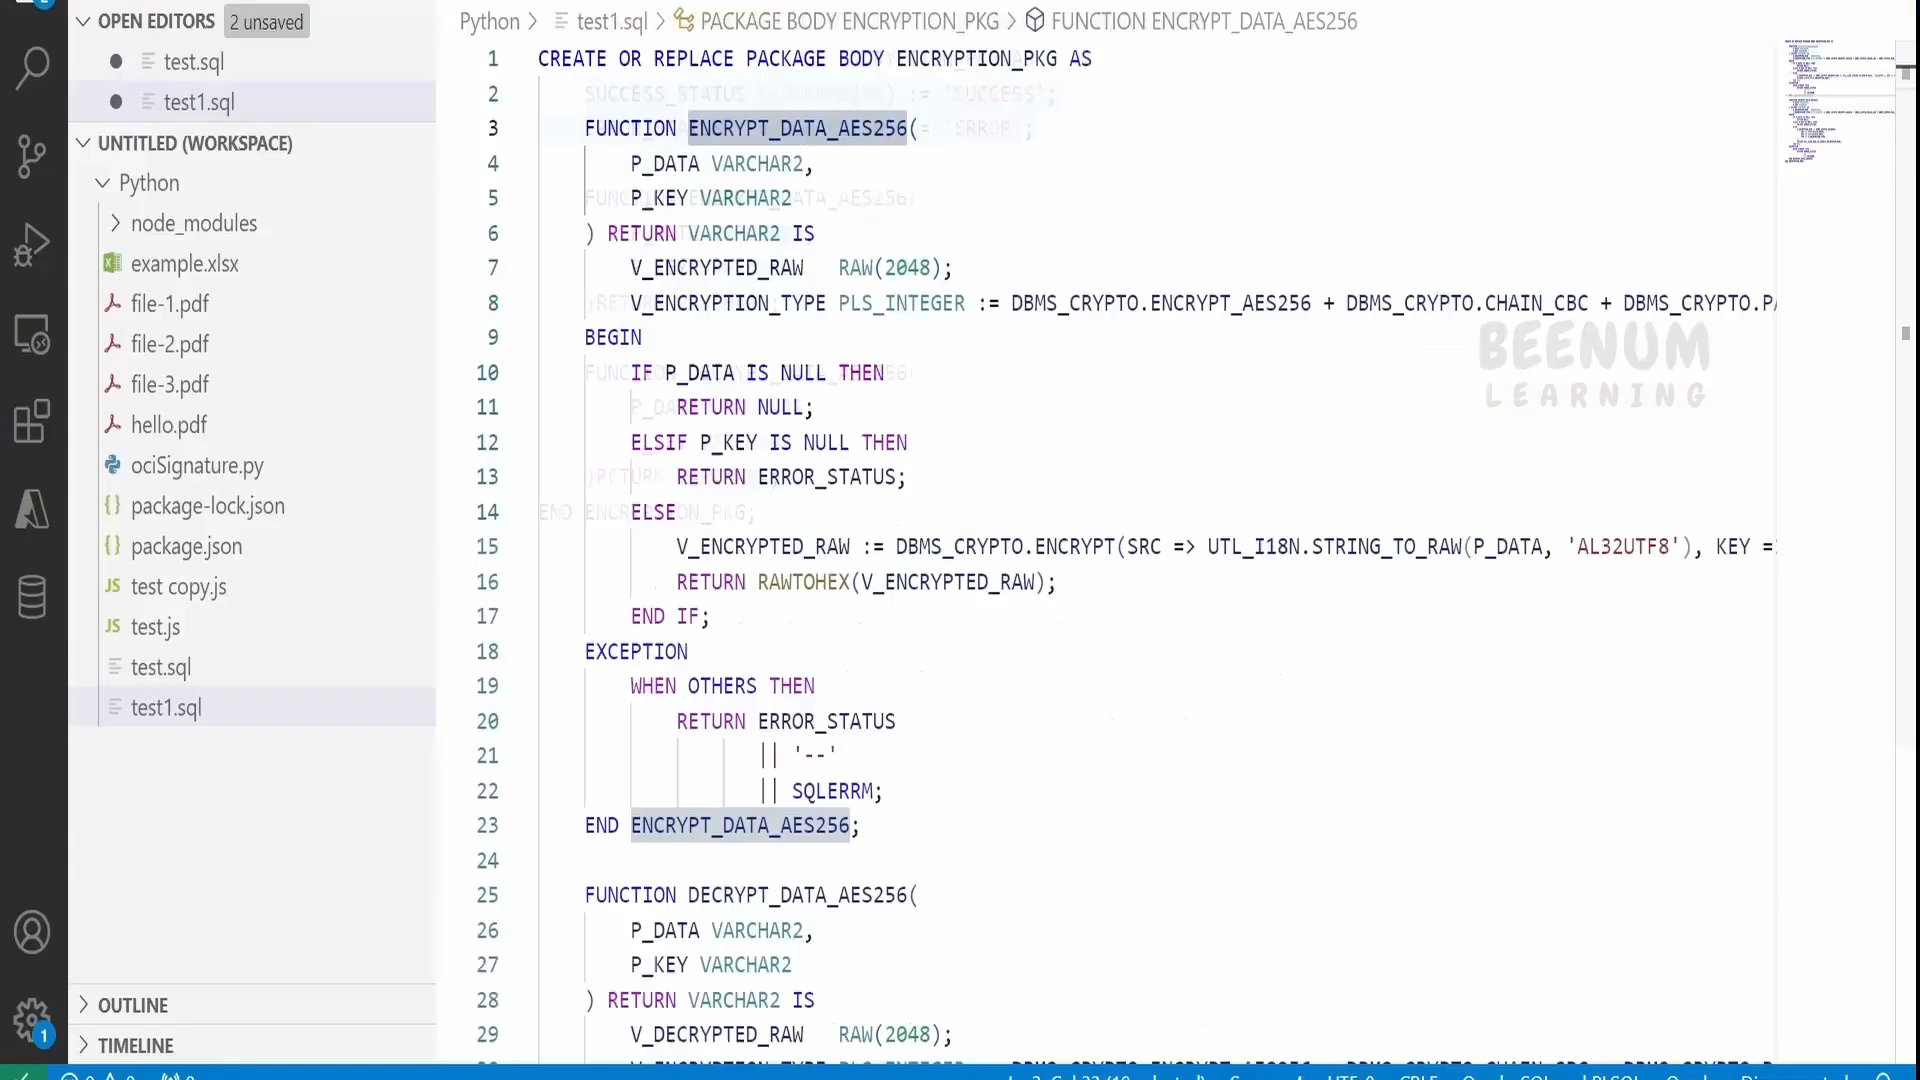 OPEN EDITORS 2 unsaved
test.sql
test1.sql
UNTITLED (WORKSPACE)
Python
node_modules
example.xlsx
file-1.pdf
file-2.pdf
file-3.pdf
hello.pdf
ociSignature.py
package-lock.json
package.json
JS test copy.js
JS test.js
test.sql
test1.sql
OUTLINE
TIMELINE
1
Python > test1.sql > PACKAGE BODY ENCRYPTION_PKG > FUNCTION ENCRYPT_DATA_AES256
1 CREATE OR REPLACE PACKAGE BODY ENCRYPTION_PKG AS
2 SUCCESS_STATUS := 'SUCCESS';
3 FUNCTION ENCRYPT_DATA_AES256( = 'ERROR';
4 P_DATA VARCHAR2,
5 P_KEY VARCHAR2
6 ) RETURN VARCHAR2 IS
7 V_ENCRYPTED_RAW RAW(2048);
8 V_ENCRYPTION_TYPE PLS_INTEGER := DBMS_CRYPTO.ENCRYPT_AES256 + DBMS_CRYPTO.CHAIN_CBC + DBMS_CRYPTO.PA
9 BEGIN
10 IF P_DATA IS NULL THEN
11 RETURN NULL;
12 ELSIF P_KEY IS NULL THEN
13 RETURN ERROR_STATUS;
14 ELSE
15 V_ENCRYPTED_RAW := DBMS_CRYPTO.ENCRYPT(SRC => UTL_I18N.STRING_TO_RAW(P_DATA, 'AL32UTF8'), KEY =>
16 RETURN RAWTOHEX(V_ENCRYPTED_RAW);
17 END IF;
18 EXCEPTION
19 WHEN OTHERS THEN
20 RETURN ERROR_STATUS
21 || '--'
22 || SQLERRM;
23 END ENCRYPT_DATA_AES256;
24
25 FUNCTION DECRYPT_DATA_AES256(
26 P_DATA VARCHAR2,
27 P_KEY VARCHAR2
28 ) RETURN VARCHAR2 IS
29 V_DECRYPTED_RAW RAW(2048);
BEENUM
LEARNING